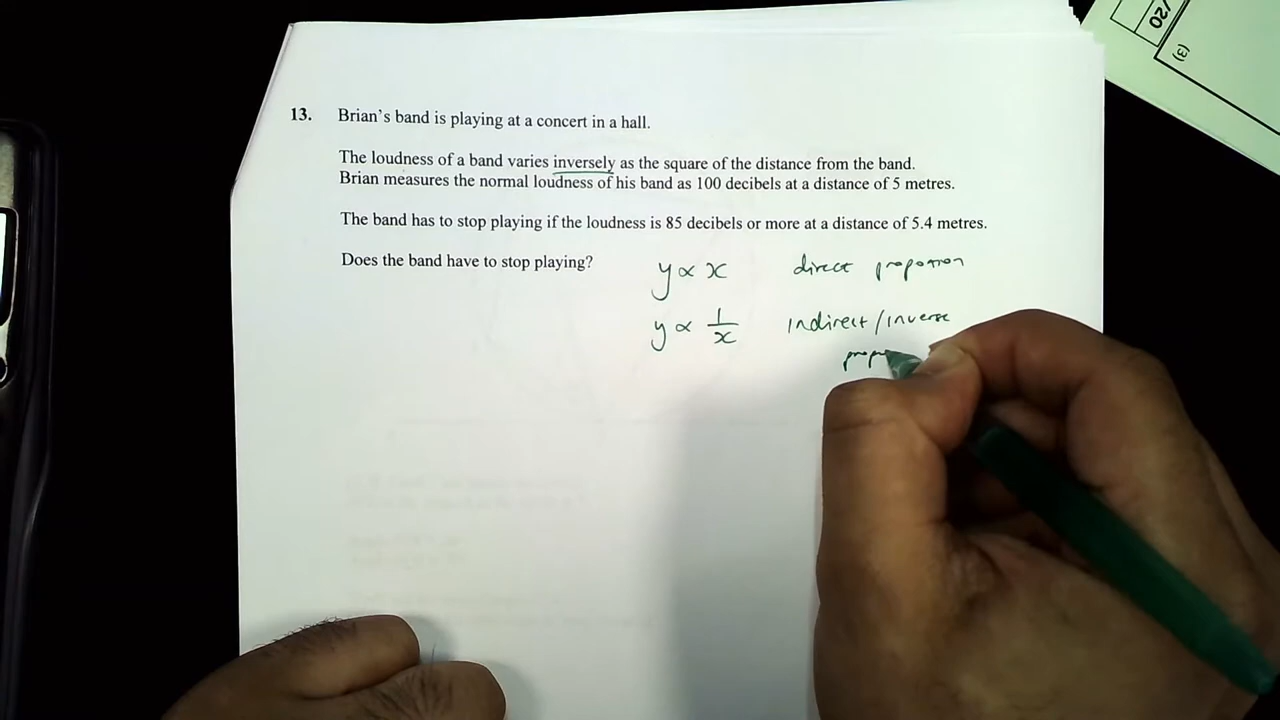 /20
(3)
13. Brian's band is playing at a concert in a hall.
The loudness of a band varies inversely as the square of the distance from the band.
Brian measures the normal loudness of his band as 100 decibels at a distance of 5 metres.
The band has to stop playing if the loudness is 85 decibels or more at a distance of 5.4 metres.
Does the band have to stop playing?
y ∝ x direct proportion
y ∝ 1/x Indirect/inverse
prop